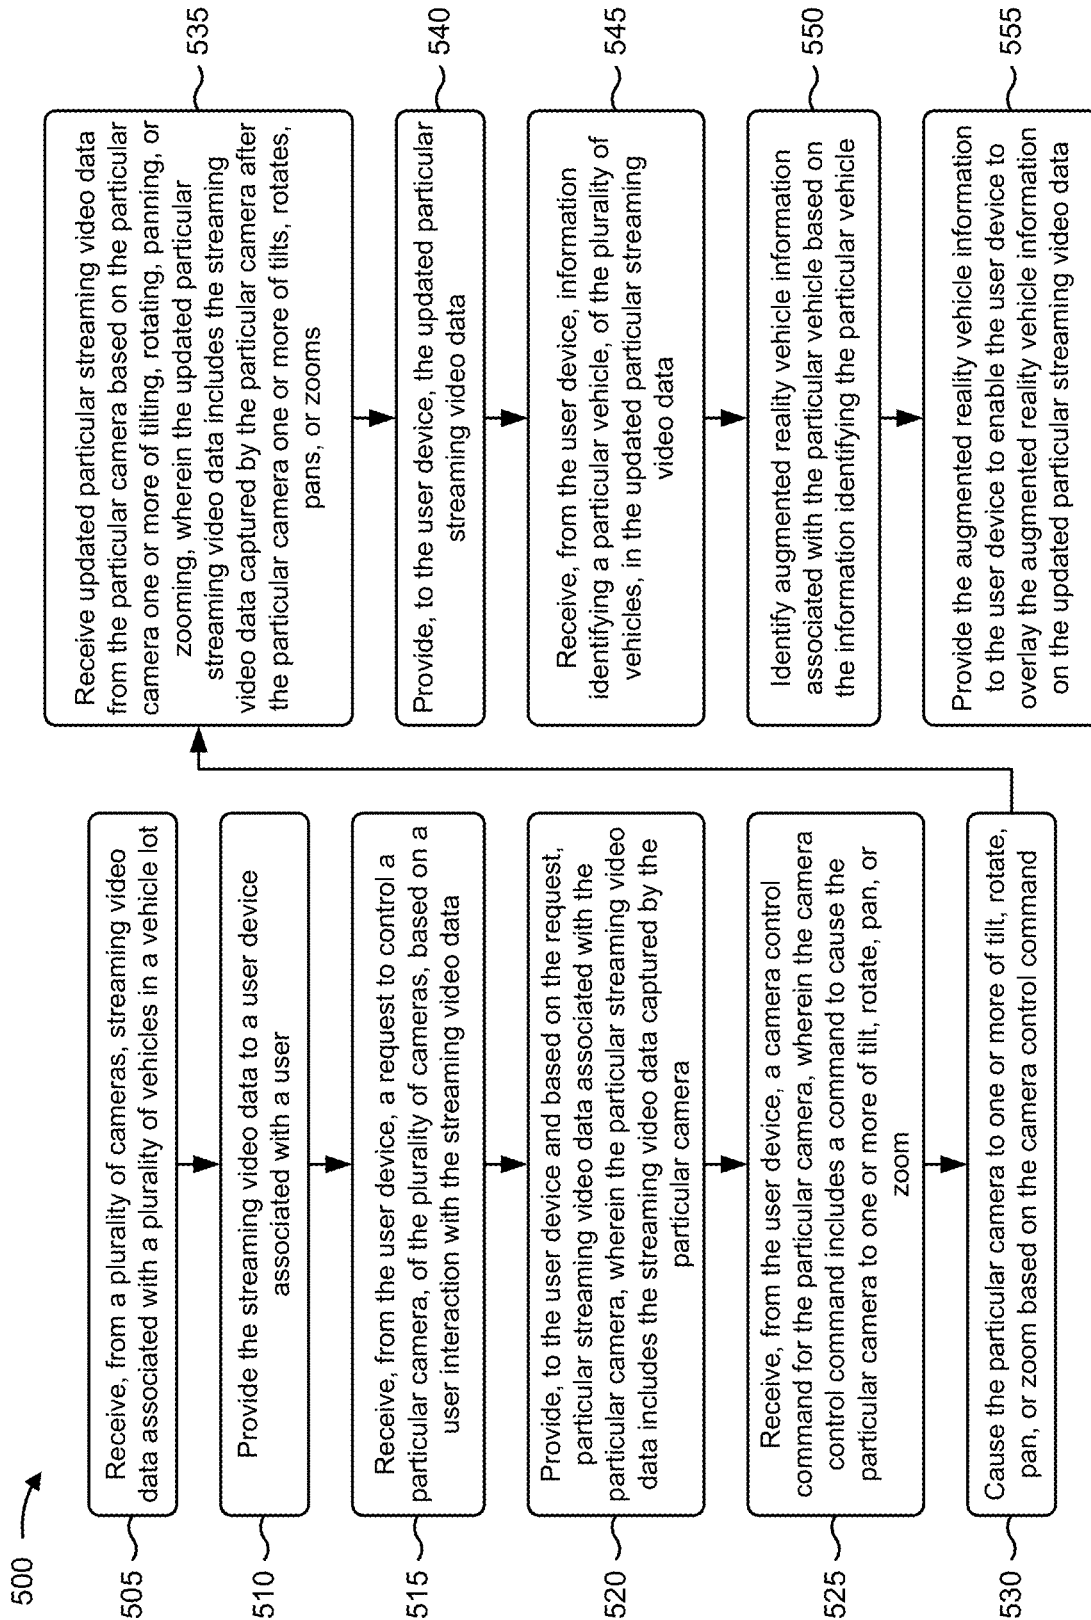 500
505
Receive, from a plurality of cameras, streaming video
data associated with a plurality of vehicles in a vehicle lot
510
Provide the streaming video data to a user device
associated with a user
515
Receive, from the user device, a request to control a
particular camera, of the plurality of cameras, based on a
user interaction with the streaming video data
520
Provide, to the user device and based on the request,
particular streaming video data associated with the
particular camera, wherein the particular streaming video
data includes the streaming video data captured by the
particular camera
525
Receive, from the user device, a camera control
command for the particular camera, wherein the camera
control command includes a command to cause the
particular camera to one or more of tilt, rotate, pan, or
zoom
530
Cause the particular camera to one or more of tilt, rotate,
pan, or zoom based on the camera control command
535
Receive updated particular streaming video data
from the particular camera based on the particular
camera one or more of tilting, rotating, panning, or
zooming, wherein the updated particular
streaming video data includes the streaming
video data captured by the particular camera after
the particular camera one or more of tilts, rotates,
pans, or zooms
540
Provide, to the user device, the updated particular
streaming video data
545
Receive, from the user device, information
identifying a particular vehicle, of the plurality of
vehicles, in the updated particular streaming
video data
550
Identify augmented reality vehicle information
associated with the particular vehicle based on
the information identifying the particular vehicle
555
Provide the augmented reality vehicle information
to the user device to enable the user device to
overlay the augmented reality vehicle information
on the updated particular streaming video data